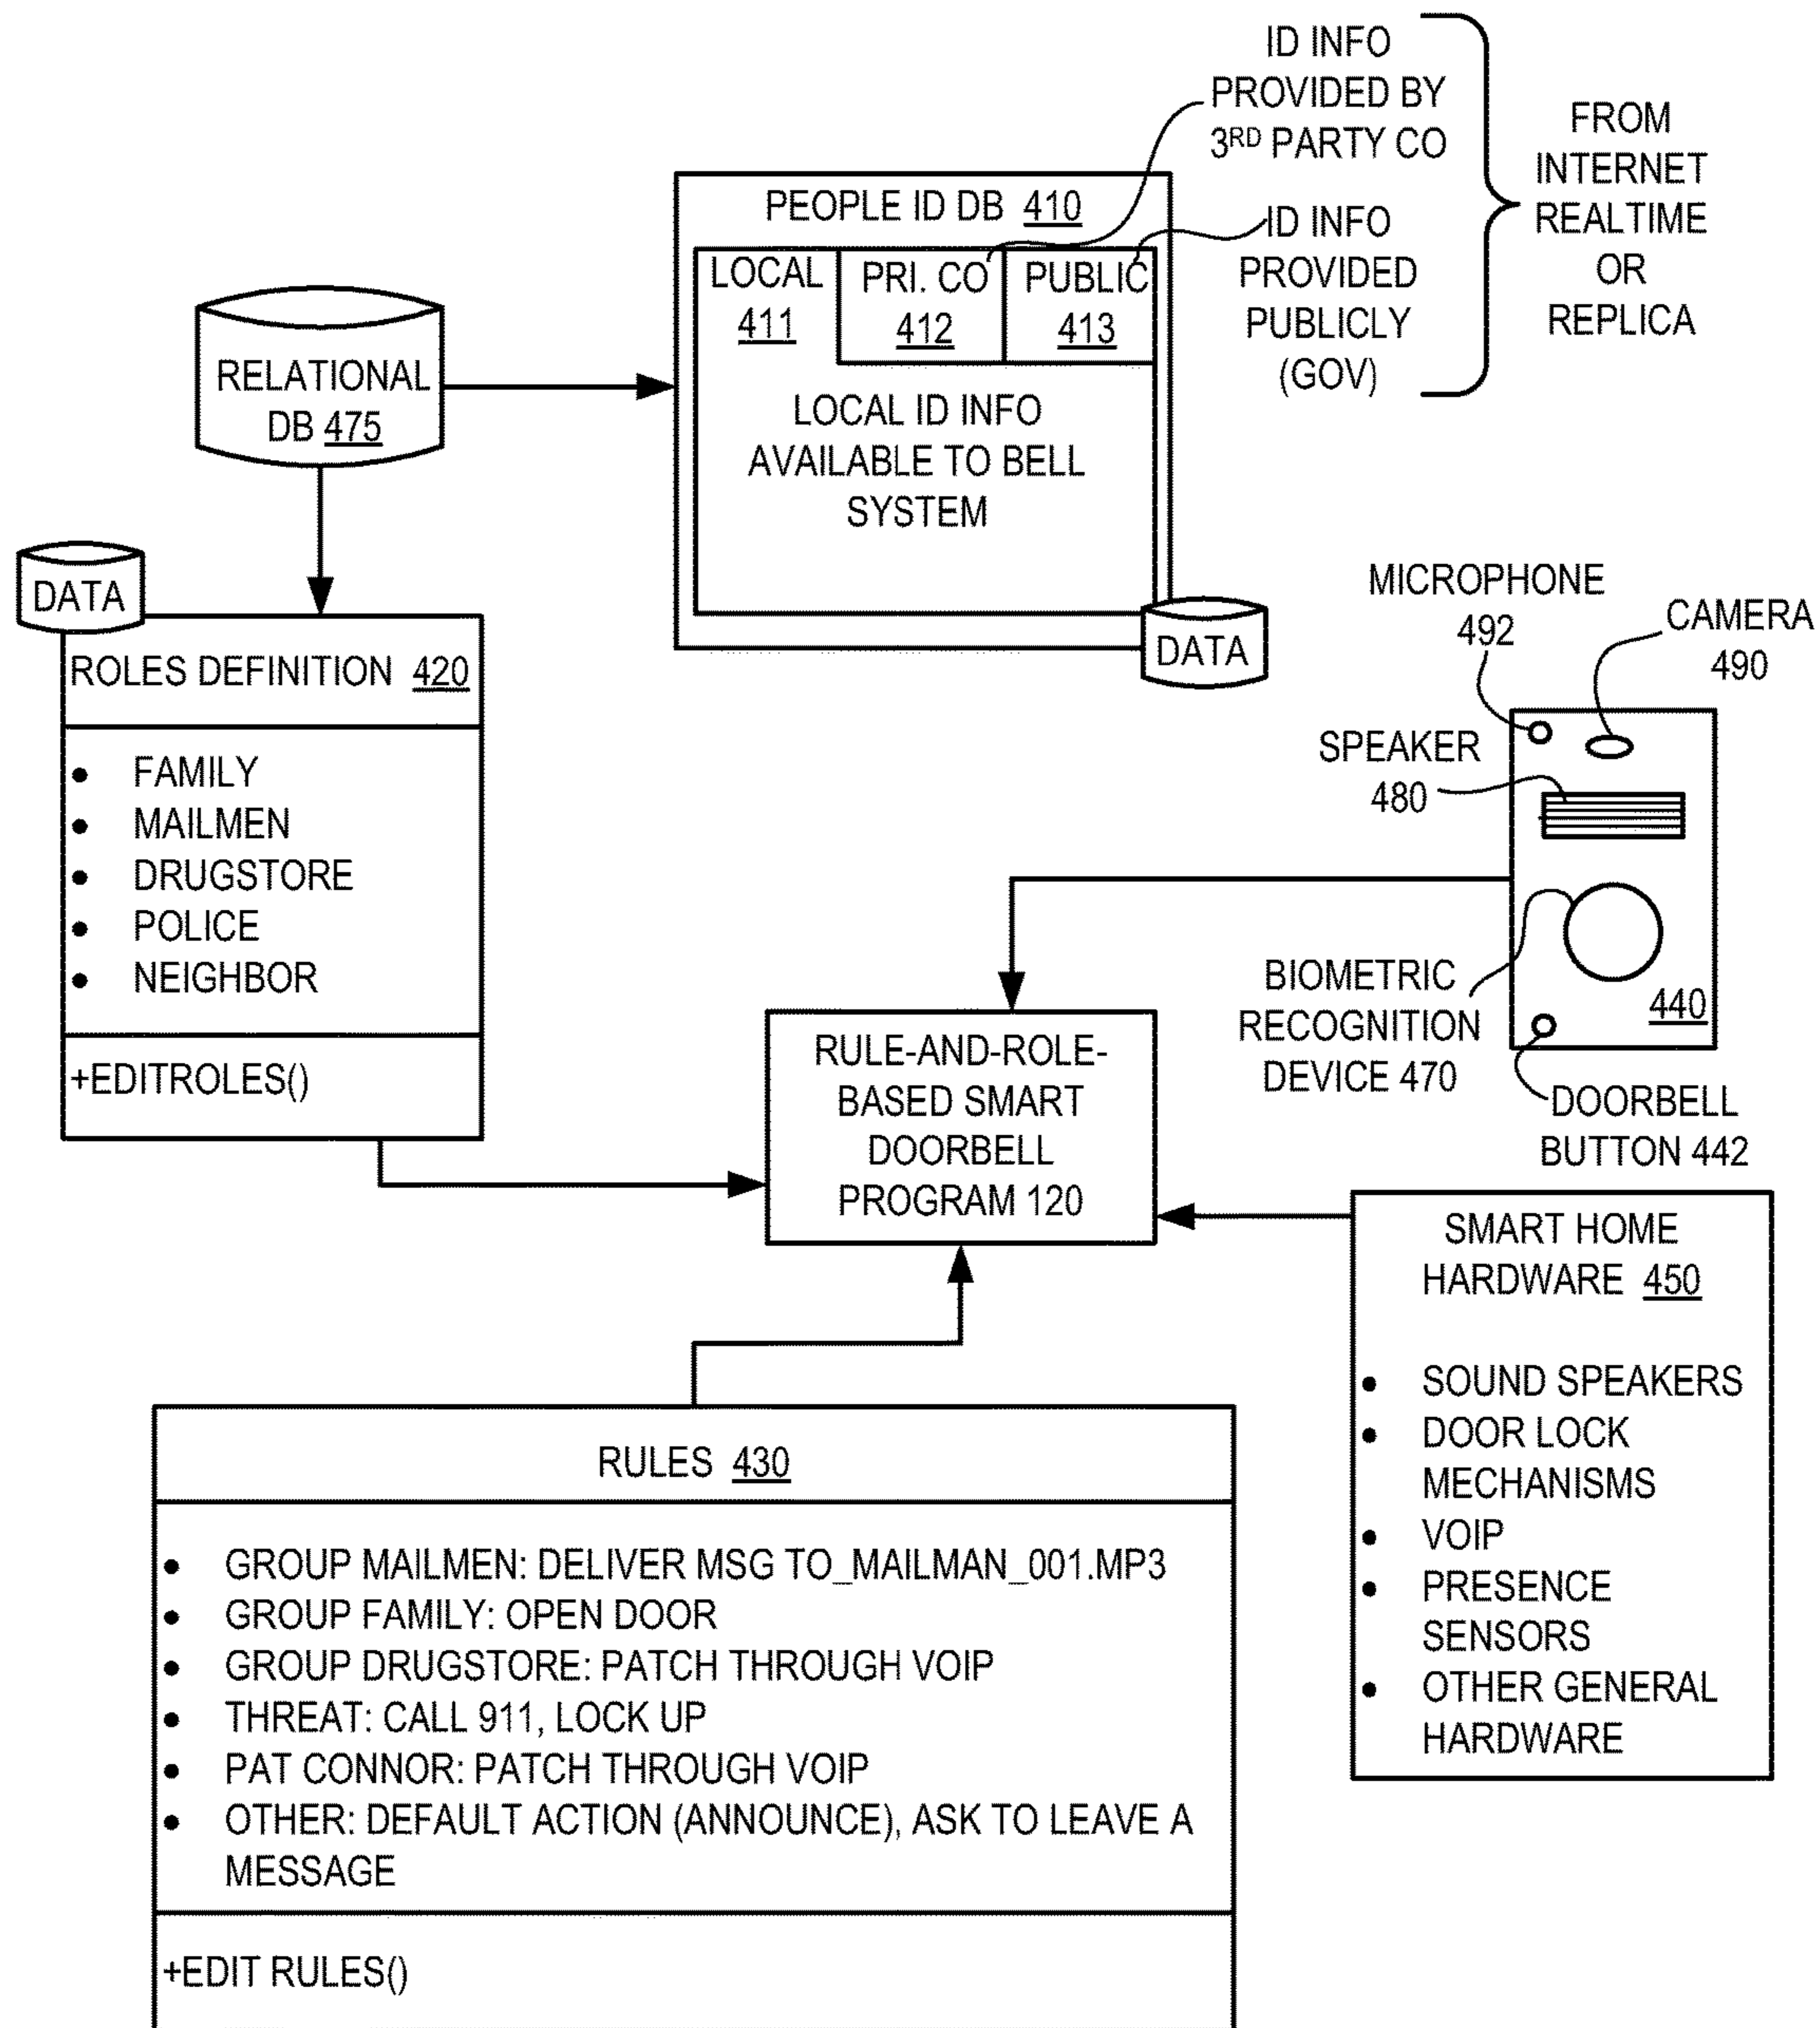 ID INFO
PROVIDED BY
3RD PARTY CO
FROM
INTERNET
REALTIME
OR
REPLICA
PEOPLE ID DB 410
ID INFO
PROVIDED
PUBLICLY
(GOV)
LOCAL
411
PRI. CO
412
PUBLIC
413
LOCAL ID INFO
AVAILABLE TO BELL
SYSTEM
DATA
RELATIONAL
DB 475
DATA
ROLES DEFINITION 420
• FAMILY
• MAILMEN
• DRUGSTORE
• POLICE
• NEIGHBOR
+EDITROLES()
MICROPHONE
492
CAMERA
490
SPEAKER
480
BIOMETRIC
RECOGNITION
DEVICE 470
440
DOORBELL
BUTTON 442
RULE-AND-ROLE-
BASED SMART
DOORBELL
PROGRAM 120
SMART HOME
HARDWARE 450
• SOUND SPEAKERS
• DOOR LOCK
MECHANISMS
• VOIP
• PRESENCE
SENSORS
• OTHER GENERAL
HARDWARE
RULES 430
• GROUP MAILMEN: DELIVER MSG TO_MAILMAN_001.MP3
• GROUP FAMILY: OPEN DOOR
• GROUP DRUGSTORE: PATCH THROUGH VOIP
• THREAT: CALL 911, LOCK UP
• PAT CONNOR: PATCH THROUGH VOIP
• OTHER: DEFAULT ACTION (ANNOUNCE), ASK TO LEAVE A
MESSAGE
+EDIT RULES()